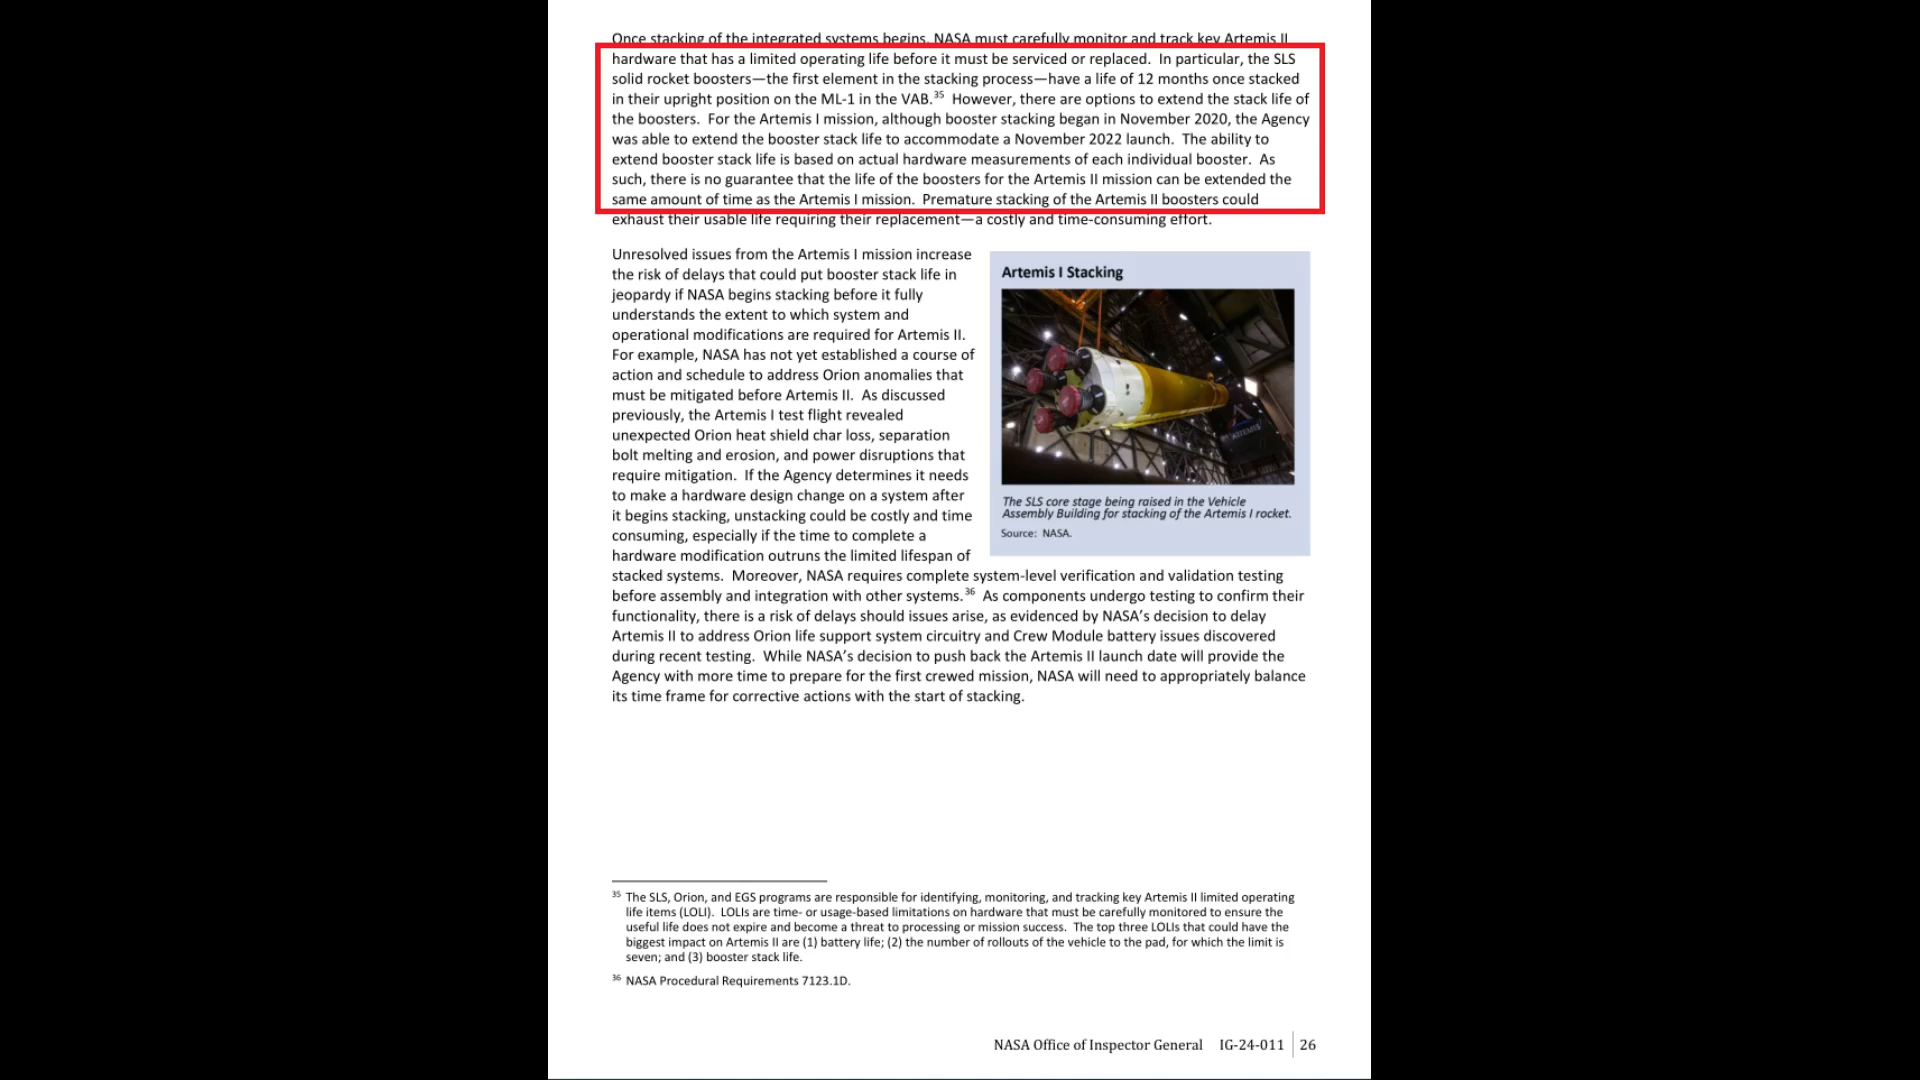 Once stacking of the integrated systems begins, NASA must carefully monitor and track key Artemis II
hardware that has a limited operating life before it must be serviced or replaced.  In particular, the SLS
solid rocket boosters—the first element in the stacking process—have a life of 12 months once stacked
in their upright position on the ML-1 in the VAB.35  However, there are options to extend the stack life of
the boosters.  For the Artemis I mission, although booster stacking began in November 2020, the Agency
was able to extend the booster stack life to accommodate a November 2022 launch.  The ability to
extend booster stack life is based on actual hardware measurements of each individual booster.  As
such, there is no guarantee that the life of the boosters for the Artemis II mission can be extended the
same amount of time as the Artemis I mission.  Premature stacking of the Artemis II boosters could
exhaust their usable life requiring their replacement—a costly and time-consuming effort.
Unresolved issues from the Artemis I mission increase
the risk of delays that could put booster stack life in
jeopardy if NASA begins stacking before it fully
understands the extent to which system and
operational modifications are required for Artemis II.
For example, NASA has not yet established a course of
action and schedule to address Orion anomalies that
must be mitigated before Artemis II.  As discussed
previously, the Artemis I test flight revealed
unexpected Orion heat shield char loss, separation
bolt melting and erosion, and power disruptions that
require mitigation.  If the Agency determines it needs
to make a hardware design change on a system after
it begins stacking, unstacking could be costly and time
consuming, especially if the time to complete a
hardware modification outruns the limited lifespan of
stacked systems.  Moreover, NASA requires complete system-level verification and validation testing
before assembly and integration with other systems.36  As components undergo testing to confirm their
functionality, there is a risk of delays should issues arise, as evidenced by NASA's decision to delay
Artemis II to address Orion life support system circuitry and Crew Module battery issues discovered
during recent testing.  While NASA's decision to push back the Artemis II launch date will provide the
Agency with more time to prepare for the first crewed mission, NASA will need to appropriately balance
its time frame for corrective actions with the start of stacking.
Artemis I Stacking
ARTEMIS
The SLS core stage being raised in the Vehicle
Assembly Building for stacking of the Artemis I rocket.
Source:  NASA.
35 The SLS, Orion, and EGS programs are responsible for identifying, monitoring, and tracking key Artemis II limited operating
life items (LOLI).  LOLIs are time- or usage-based limitations on hardware that must be carefully monitored to ensure the
useful life does not expire and become a threat to processing or mission success.  The top three LOLIs that could have the
biggest impact on Artemis II are (1) battery life; (2) the number of rollouts of the vehicle to the pad, for which the limit is
seven; and (3) booster stack life.
36 NASA Procedural Requirements 7123.1D.
NASA Office of Inspector General    IG-24-011 | 26